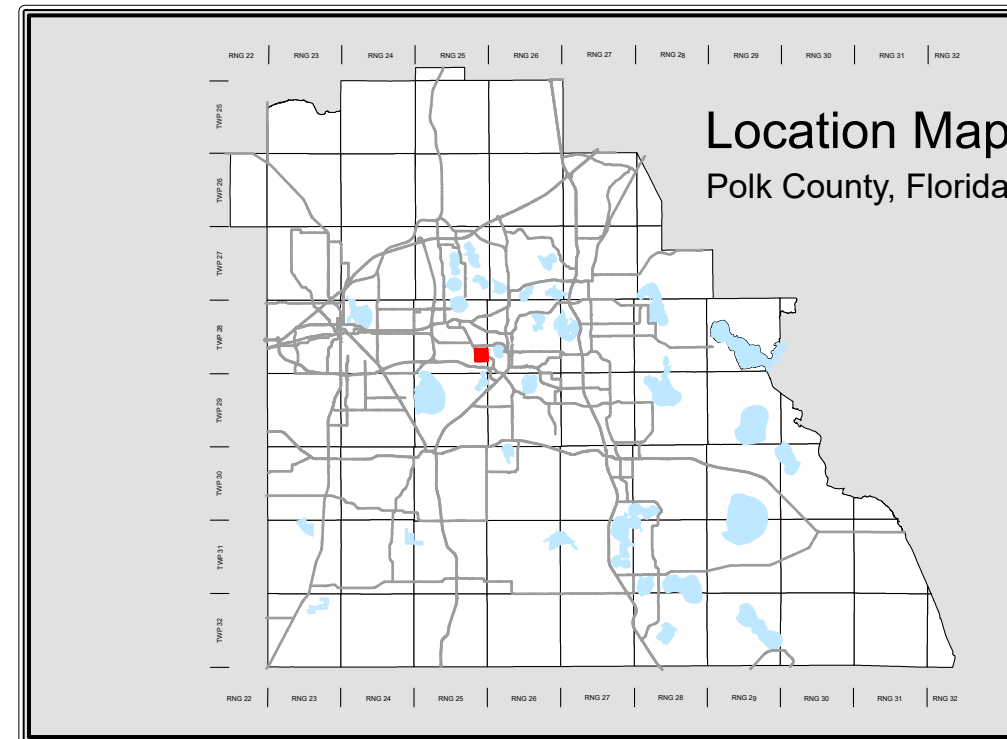 RNG 22 RNG 23 RNG 24 RNG 25 RNG 26 RNG 27 RNG 28 RNG 29 RNG 30 RNG 31 RNG 32
Location Map
Polk County, Florida
TWP 25
TWP 26
TWP 27
TWP 28
TWP 29
TWP 30
TWP 31
TWP 32
RNG 22 RNG 23 RNG 24 RNG 25 RNG 26 RNG 27 RNG 28 RNG 29 RNG 30 RNG 31 RNG 32